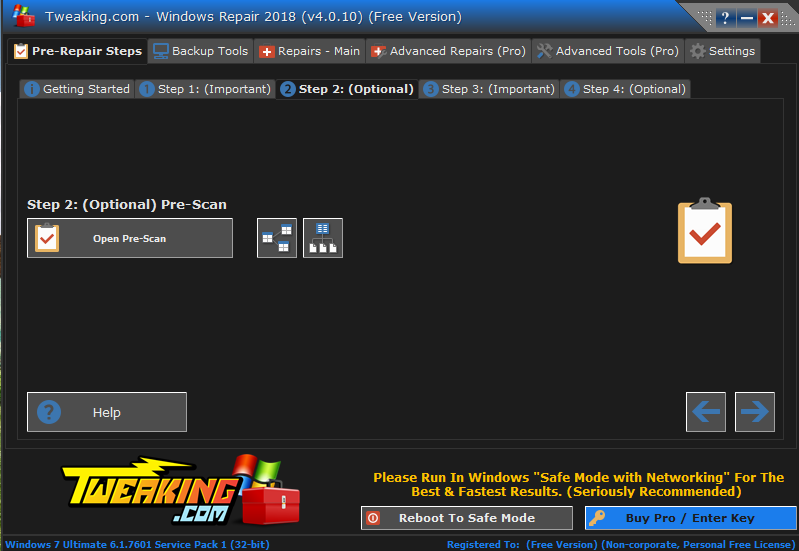 Tweaking.com - Windows Repair 2018 (v4.0.10) (Free Version)
?
Pre-Repair Steps Backup Tools Repairs - Main Advanced Repairs (Pro) Advanced Tools (Pro) Settings
i Getting Started 1 Step 1: (Important) 2 Step 2: (Optional) 3 Step 3: (Important) 4 Step 4: (Optional)
Step 2: (Optional) Pre-Scan
Open Pre-Scan
? Help
TWEAKING
.COM
Please Run In Windows "Safe Mode with Networking" For The
Best & Fastest Results. (Seriously Recommended)
Reboot To Safe Mode Buy Pro / Enter Key
Windows 7 Ultimate 6.1.7601 Service Pack 1 (32-bit) Registered To: (Free Version) (Non-corporate, Personal Free License)